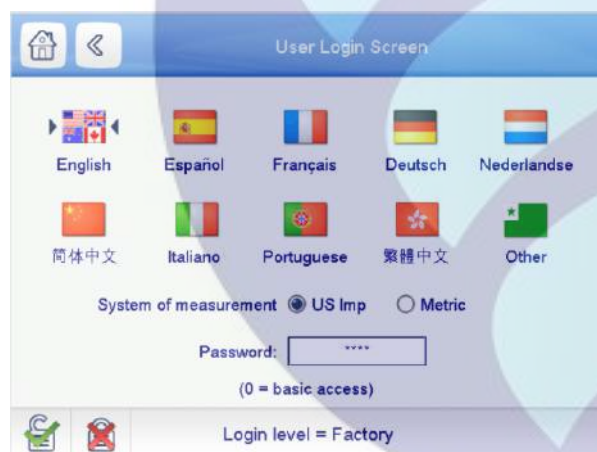 User Login Screen
English Español Français Deutsch Nederlandse
简体中文 Italiano Portuguese 繁體中文 Other
System of measurement US Imp Metric
Password: ****
(0 = basic access)
Login level = Factory